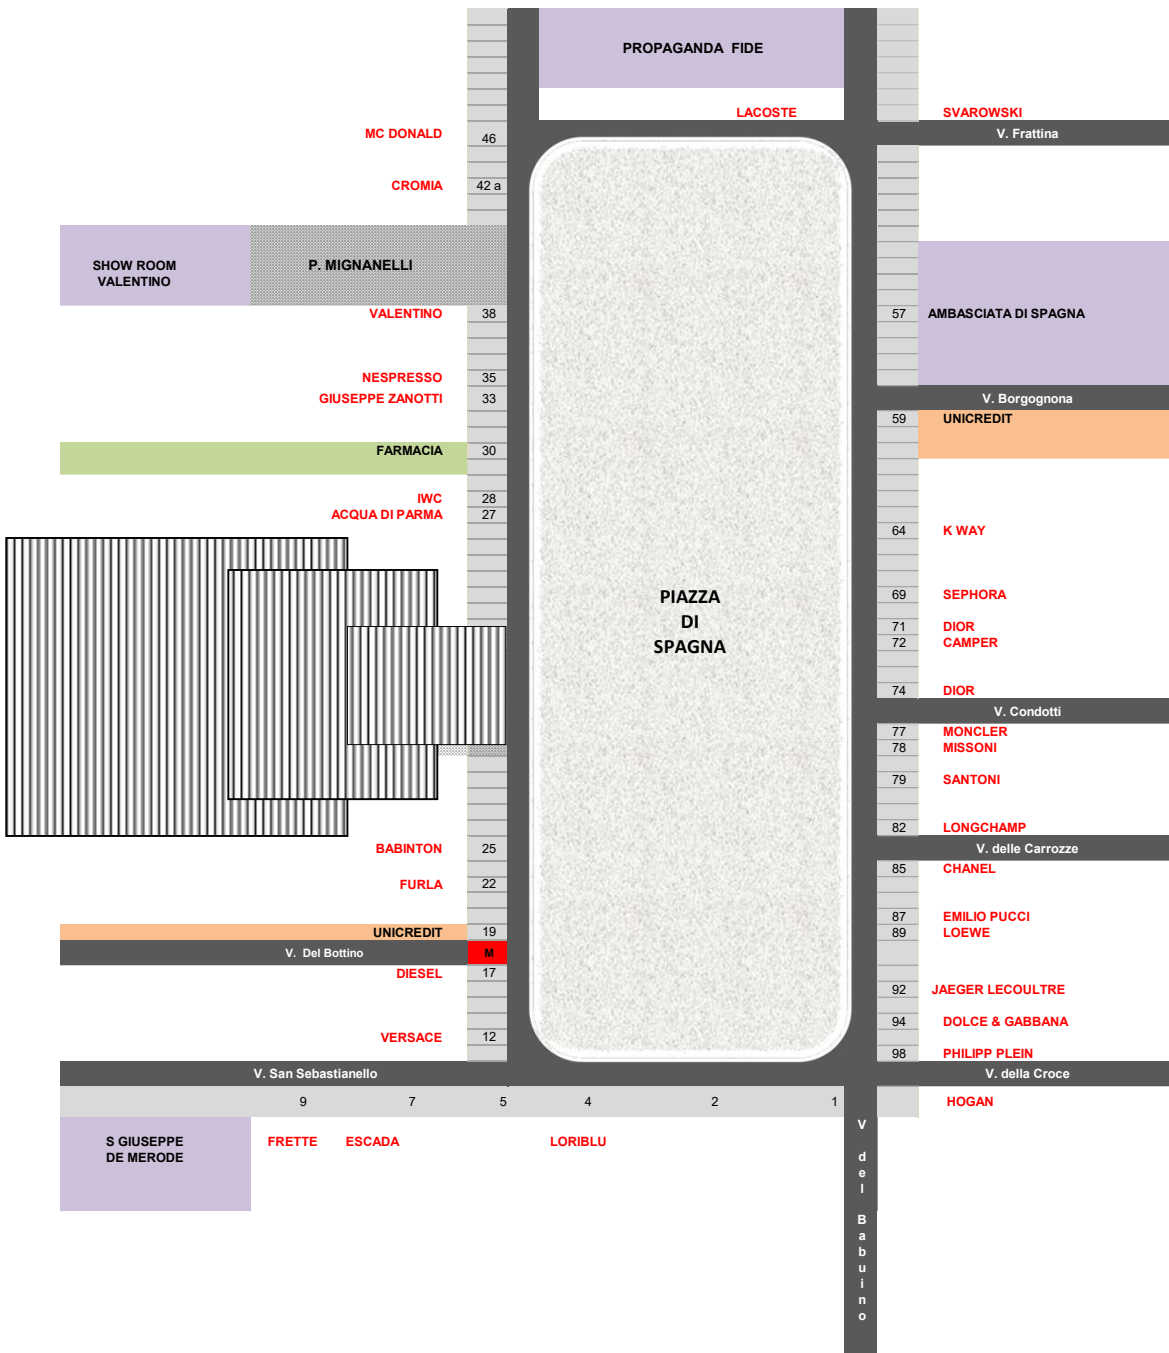 PROPAGANDA FIDE
LACOSTE
SVAROWSKI
MC DONALD 46
V. Frattina
CROMIA 42 a
SHOW ROOM
VALENTINO
P. MIGNANELLI
VALENTINO 38
57 AMBASCIATA DI SPAGNA
NESPRESSO 35
GIUSEPPE ZANOTTI 33
V. Borgognona
59 UNICREDIT
FARMACIA 30
IWC 28
ACQUA DI PARMA 27
64 K WAY
PIAZZA
DI
SPAGNA
69 SEPHORA
71 DIOR
72 CAMPER
74 DIOR
V. Condotti
77 MONCLER
78 MISSONI
79 SANTONI
82 LONGCHAMP
BABINTON 25
V. delle Carrozze
85 CHANEL
FURLA 22
87 EMILIO PUCCI
UNICREDIT 19
89 LOEWE
V. Del Bottino M
DIESEL 17
92 JAEGER LECOULTRE
94 DOLCE & GABBANA
VERSACE 12
98 PHILIPP PLEIN
V. San Sebastianello
V. della Croce
9 7 5 4 2 1
HOGAN
S GIUSEPPE
DE MERODE
FRETTE ESCADA LORIBLU
V del Babuino